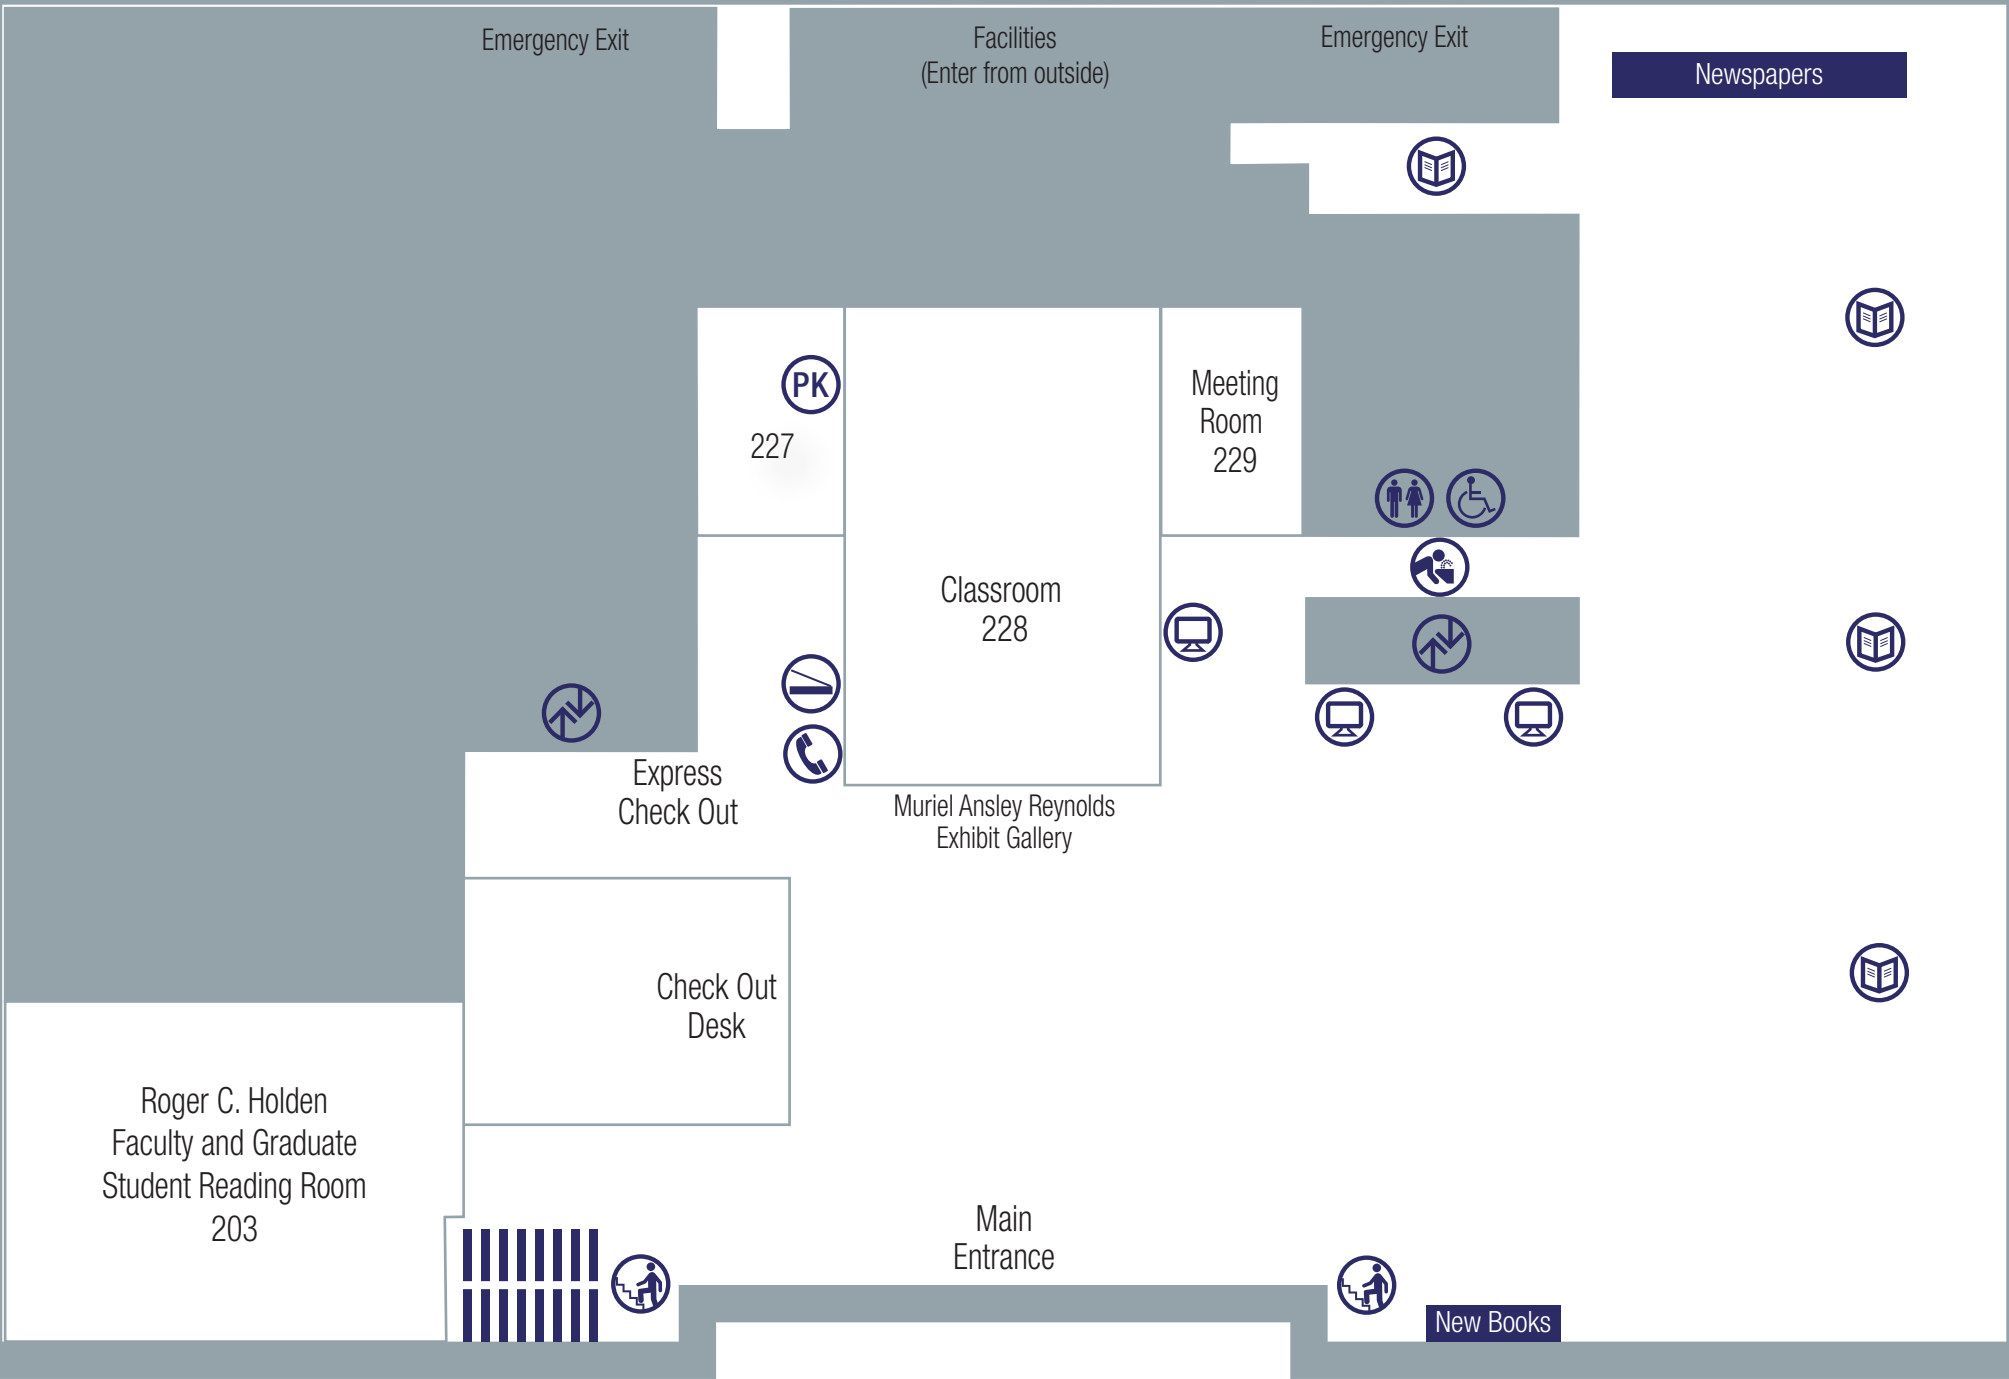 Emergency Exit
Facilities
(Enter from outside)
Emergency Exit
Newspapers
PK
227
Meeting
Room
229
Classroom
228
Express
Check Out
Muriel Ansley Reynolds
Exhibit Gallery
Check Out
Desk
Roger C. Holden
Faculty and Graduate
Student Reading Room
203
Main
Entrance
New Books